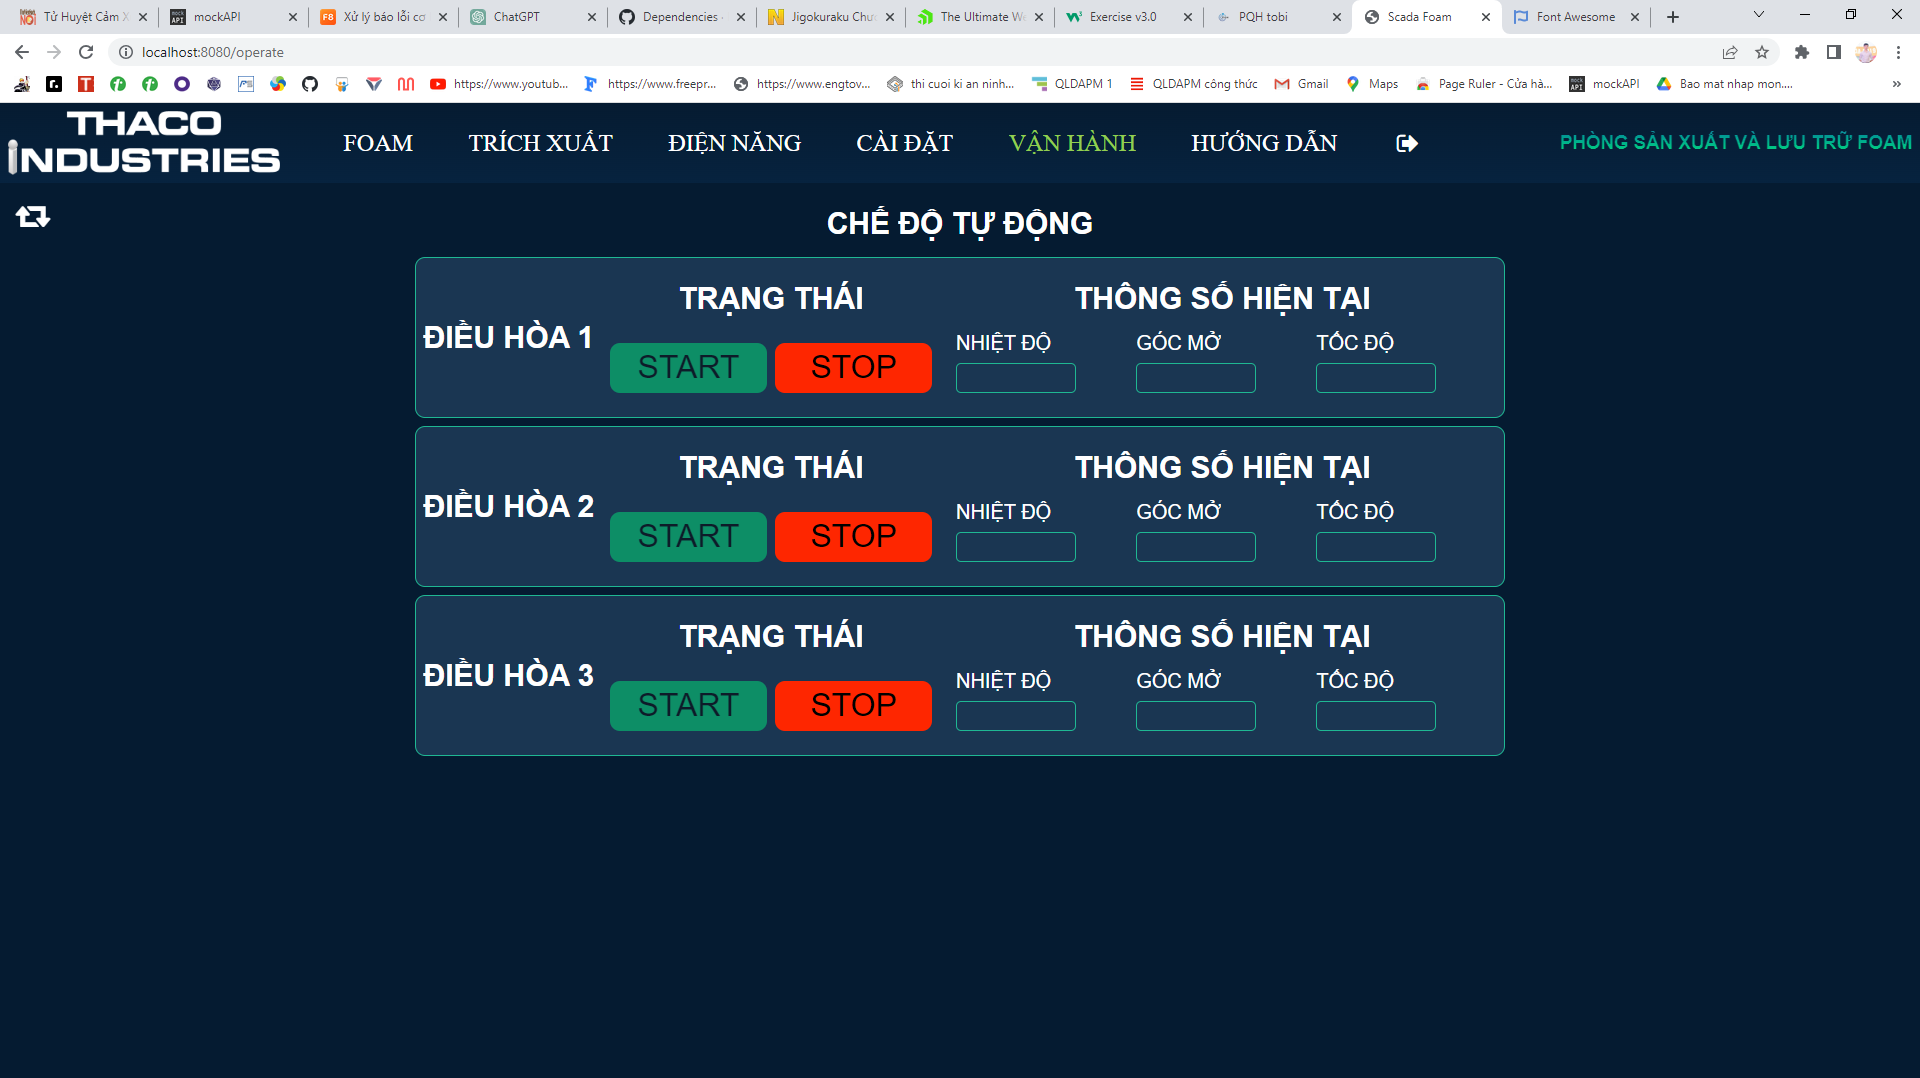 Tử Huyệt Cảm X
mockAPI
Xử lý báo lỗi cơ
ChatGPT
Dependencies
Jigokuraku Chư
The Ultimate We
Exercise v3.0
PQH tobi
Scada Foam
Font Awesome
localhost:8080/operate
https://www.youtub...
https://www.freepr...
https://www.engtov...
thi cuoi ki an ninh...
QLDAPM 1
QLDAPM công thức
Gmail
Maps
Page Ruler - Cửa hà...
mockAPI
Bao mat nhap mon....
THACO
INDUSTRIES
FOAM
TRÍCH XUẤT
ĐIỆN NĂNG
CÀI ĐẶT
VẬN HÀNH
HƯỚNG DẪN
PHÒNG SẢN XUẤT VÀ LƯU TRỮ FOAM
CHẾ ĐỘ TỰ ĐỘNG
ĐIỀU HÒA 1
TRẠNG THÁI
START
STOP
THÔNG SỐ HIỆN TẠI
NHIỆT ĐỘ
GÓC MỞ
TỐC ĐỘ
ĐIỀU HÒA 2
TRẠNG THÁI
START
STOP
THÔNG SỐ HIỆN TẠI
NHIỆT ĐỘ
GÓC MỞ
TỐC ĐỘ
ĐIỀU HÒA 3
TRẠNG THÁI
START
STOP
THÔNG SỐ HIỆN TẠI
NHIỆT ĐỘ
GÓC MỞ
TỐC ĐỘ